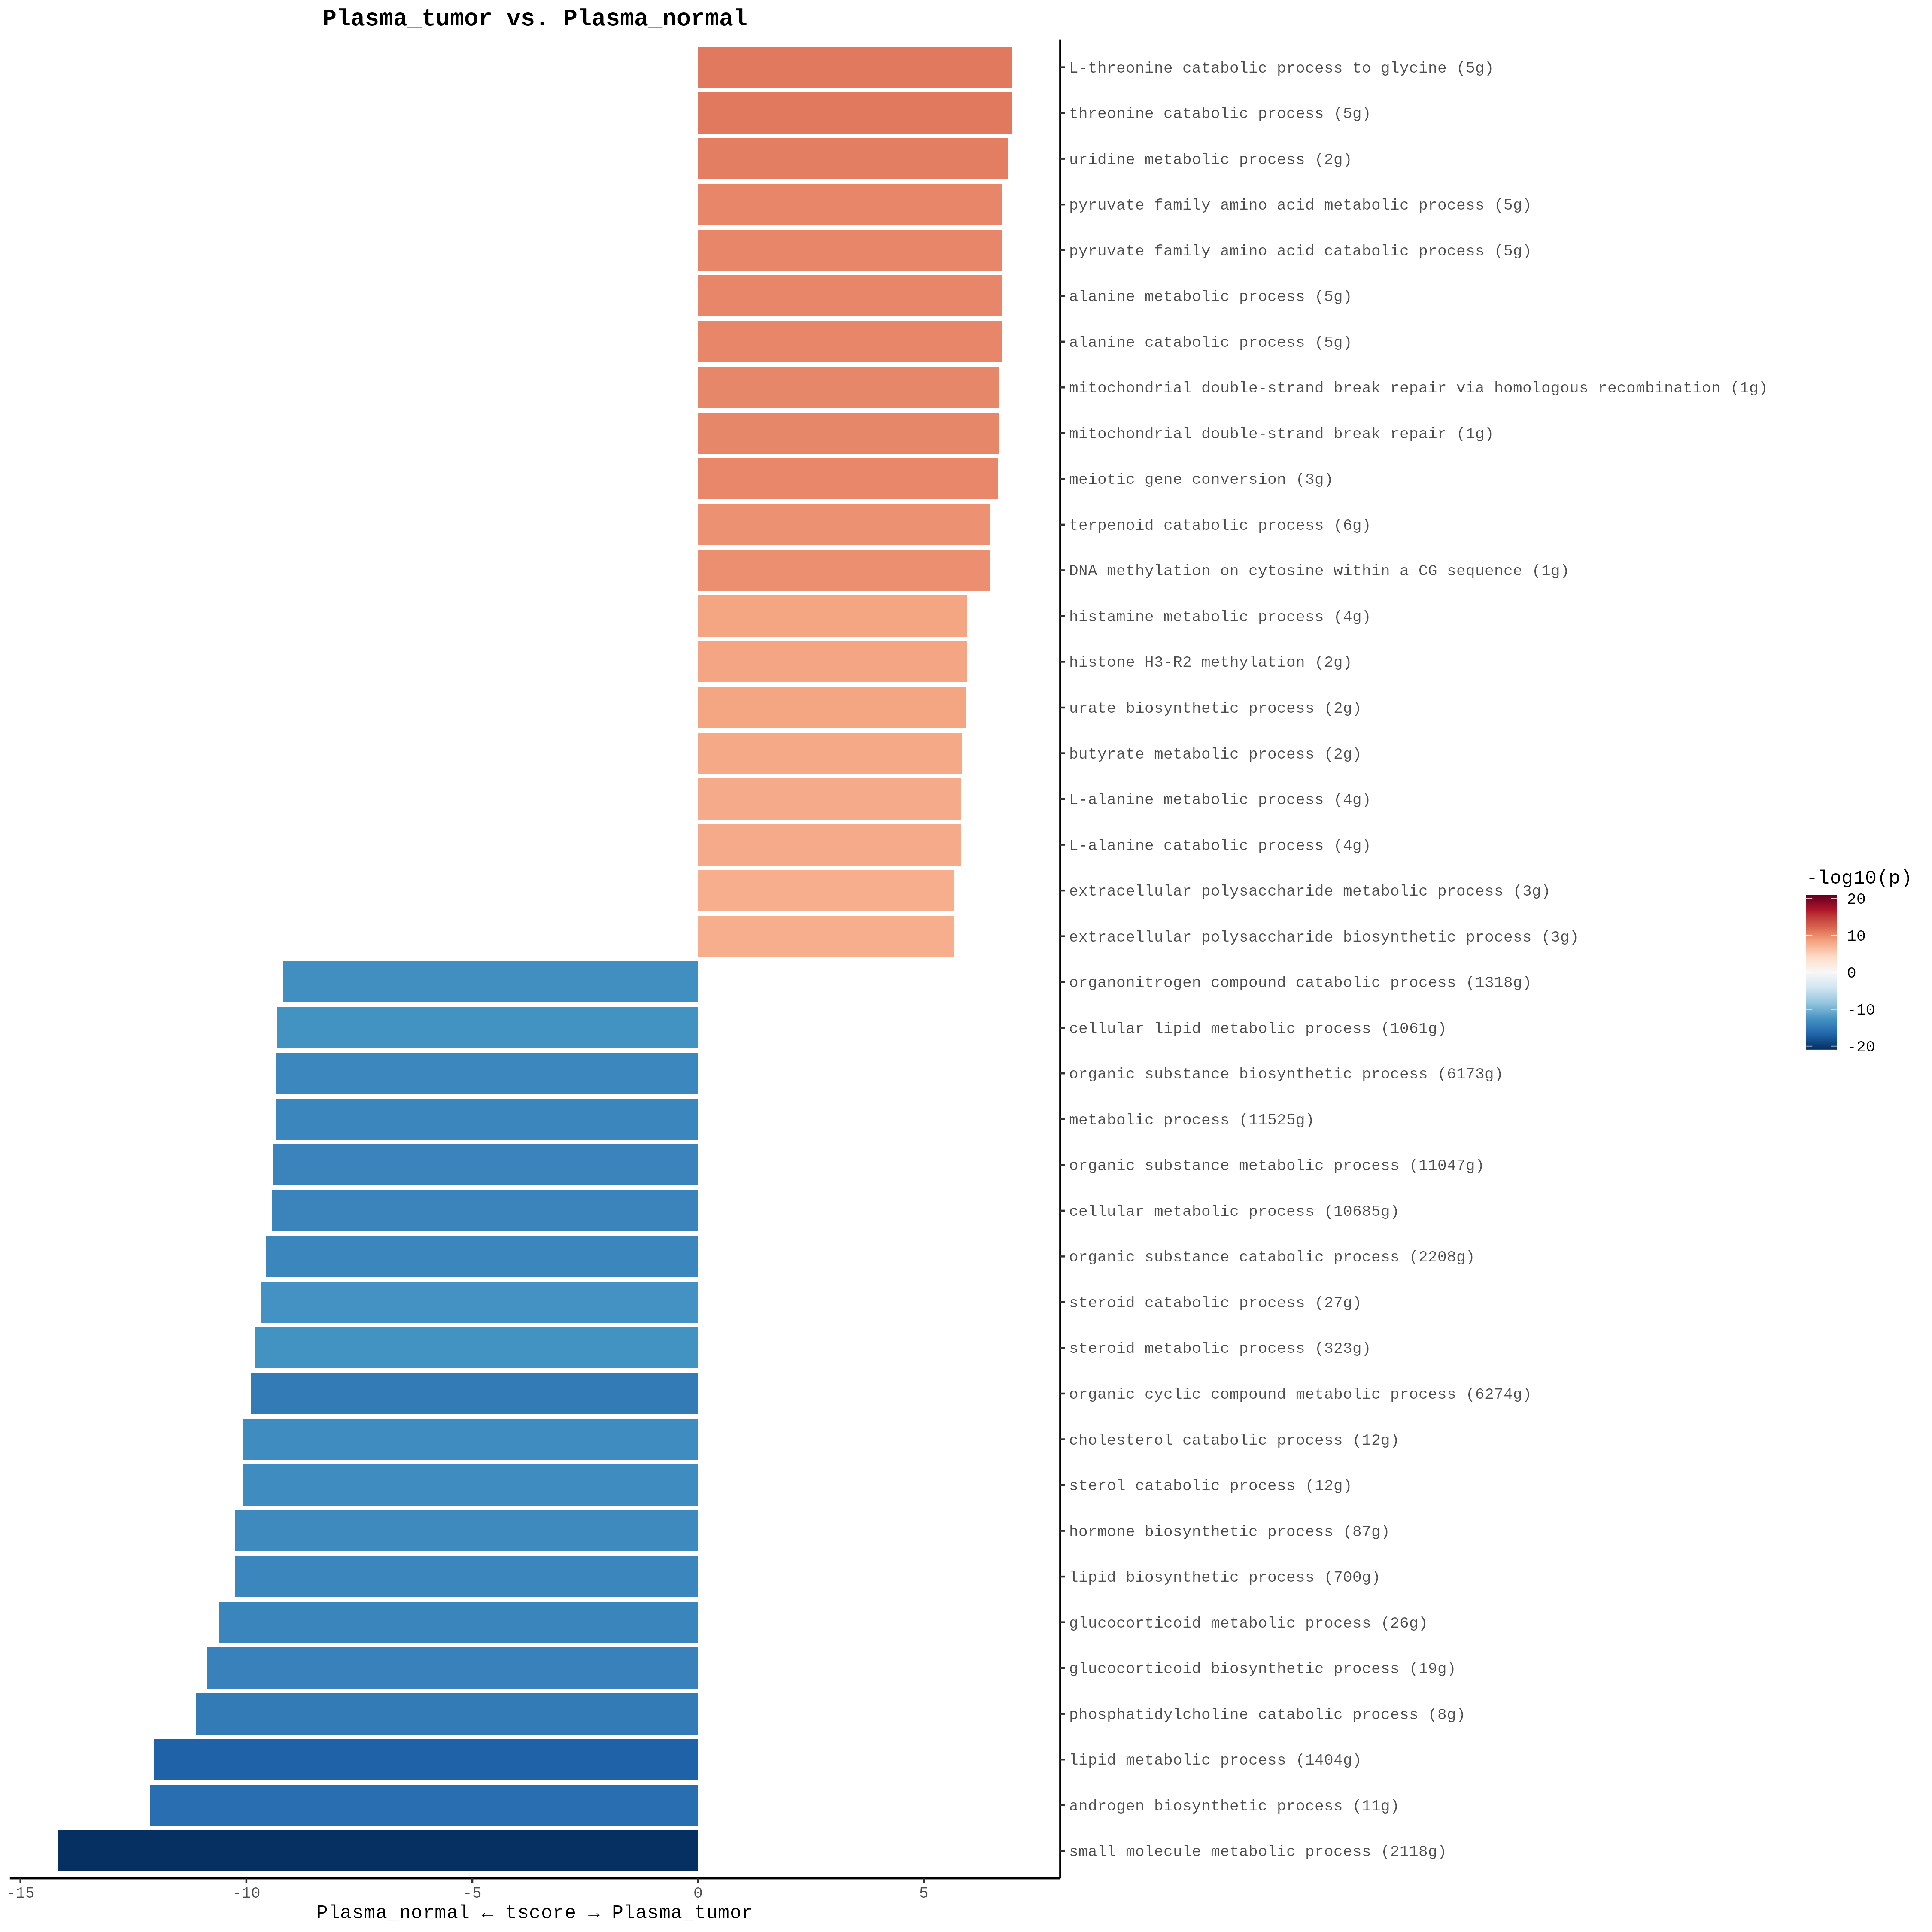 Plasma_tumor vs. Plasma_normal
L-threonine catabolic process to glycine (5g)
threonine catabolic process (5g)
uridine metabolic process (2g)
pyruvate family amino acid metabolic process (5g)
pyruvate family amino acid catabolic process (5g)
alanine metabolic process (5g)
alanine catabolic process (5g)
mitochondrial double-strand break repair via homologous recombination (1g)
mitochondrial double-strand break repair (1g)
meiotic gene conversion (3g)
terpenoid catabolic process (6g)
DNA methylation on cytosine within a CG sequence (1g)
histamine metabolic process (4g)
histone H3-R2 methylation (2g)
urate biosynthetic process (2g)
butyrate metabolic process (2g)
L-alanine metabolic process (4g)
L-alanine catabolic process (4g)
extracellular polysaccharide metabolic process (3g)
extracellular polysaccharide biosynthetic process (3g)
organonitrogen compound catabolic process (1318g)
cellular lipid metabolic process (1061g)
organic substance biosynthetic process (6173g)
metabolic process (11525g)
organic substance metabolic process (11047g)
cellular metabolic process (10685g)
organic substance catabolic process (2208g)
steroid catabolic process (27g)
steroid metabolic process (323g)
organic cyclic compound metabolic process (6274g)
cholesterol catabolic process (12g)
sterol catabolic process (12g)
hormone biosynthetic process (87g)
lipid biosynthetic process (700g)
glucocorticoid metabolic process (26g)
glucocorticoid biosynthetic process (19g)
phosphatidylcholine catabolic process (8g)
lipid metabolic process (1404g)
androgen biosynthetic process (11g)
small molecule metabolic process (2118g)
-15 -10 -5 0 5
Plasma_normal ← tscore → Plasma_tumor
-log10(p)
20
10
0
-10
-20